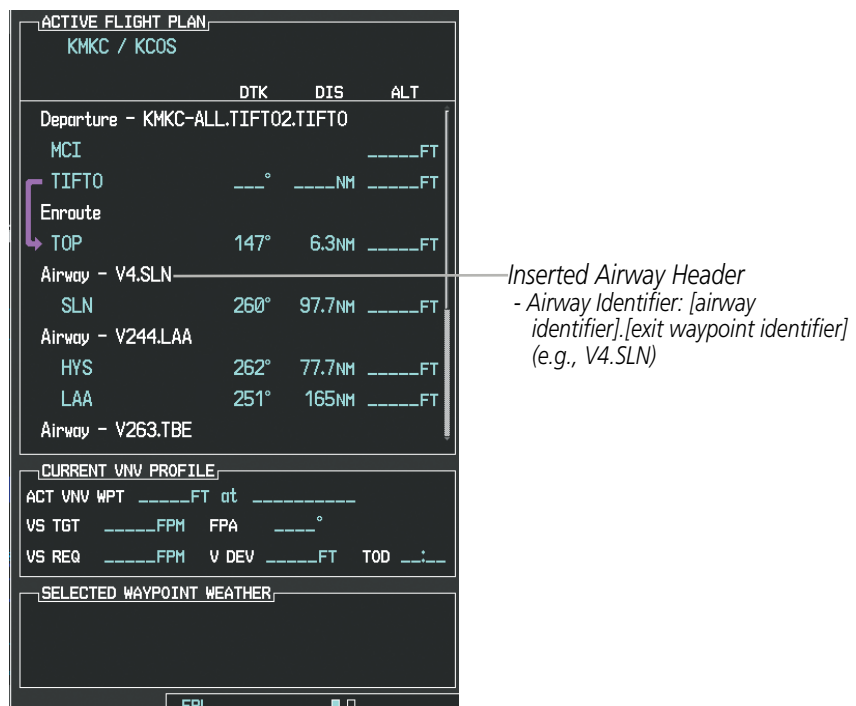 ACTIVE FLIGHT PLAN
KMKC / KCOS
DTK DIS ALT
Departure - KMKC-ALL.TIFTO2.TIFTO
MCI _____FT
TIFTO ___° ____NM _____FT
Enroute
TOP 147° 6.3NM _____FT
Airway - V4.SLN
SLN 260° 97.7NM _____FT
Airway - V244.LAA
HYS 262° 77.7NM _____FT
LAA 251° 165NM _____FT
Airway - V263.TBE
Inserted Airway Header
- Airway Identifier: [airway
identifier].[exit waypoint identifier]
(e.g., V4.SLN)
CURRENT VNV PROFILE
ACT VNV WPT _____FT at __________
VS TGT _____FPM FPA ____°
VS REQ _____FPM V DEV _____FT TOD __:__
SELECTED WAYPOINT WEATHER